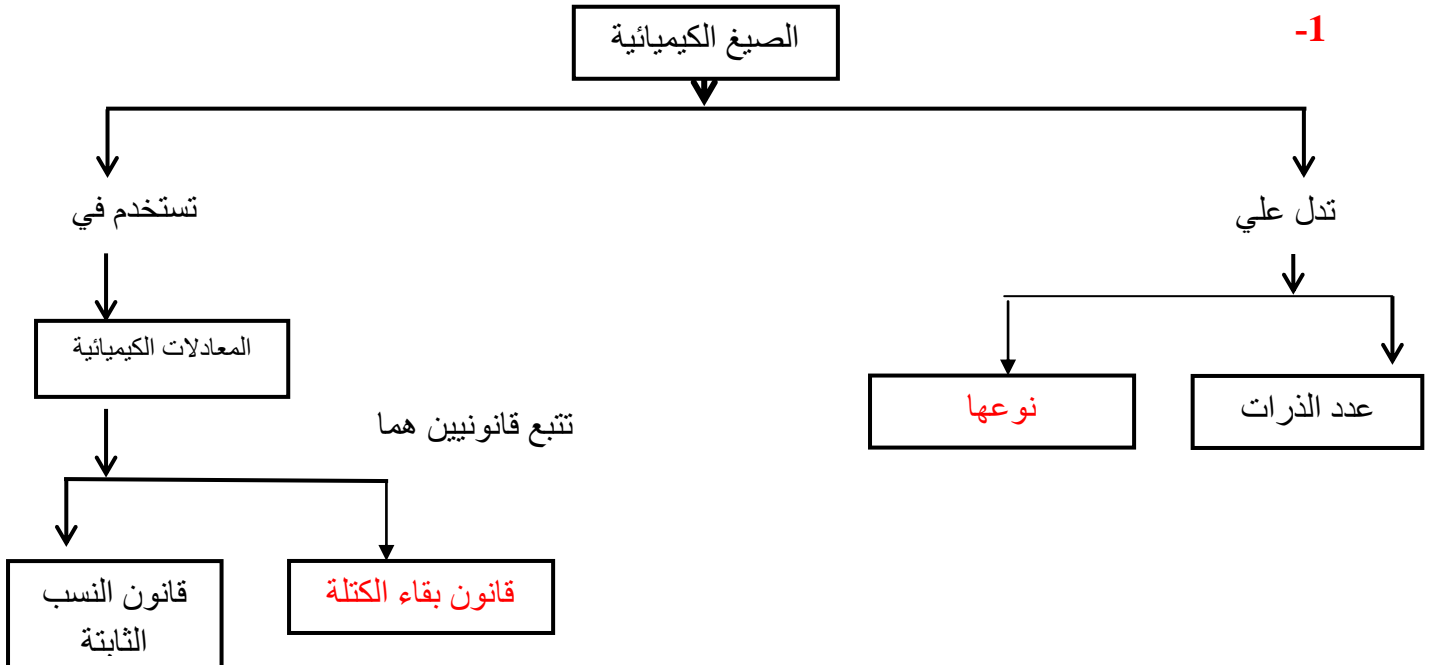 -1
الصيغ الكيميائية
تدل علي
تستخدم في
عدد الذرات
نوعها
المعادلات الكيميائية
تتبع قانونيين هما
قانون بقاء الكتلة
قانون النسب
الثابتة